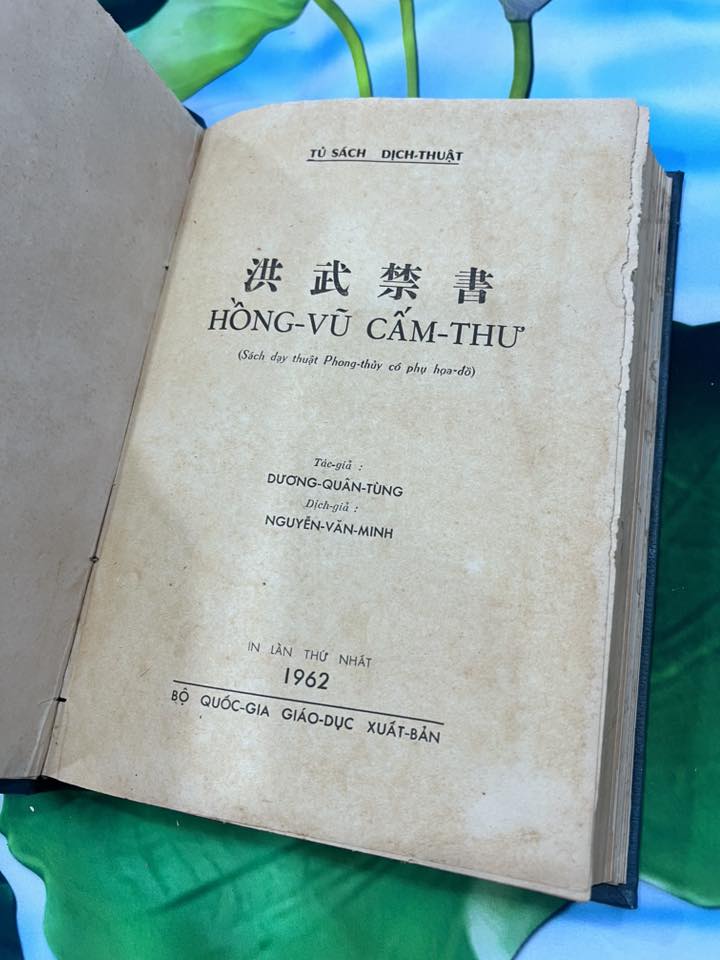 TỦ SÁCH DỊCH-THUẬT
洪武禁書
HỒNG-VŨ CẤM-THƯ
(Sách dạy thuật Phong-thủy có phụ họa-đồ)
Tác-giả :
DƯƠNG-QUÂN-TÙNG
Dịch-giả :
NGUYỄN-VĂN-MINH
IN LẦN THỨ NHẤT
1962
BỘ QUỐC-GIA GIÁO-DỤC XUẤT-BẢN